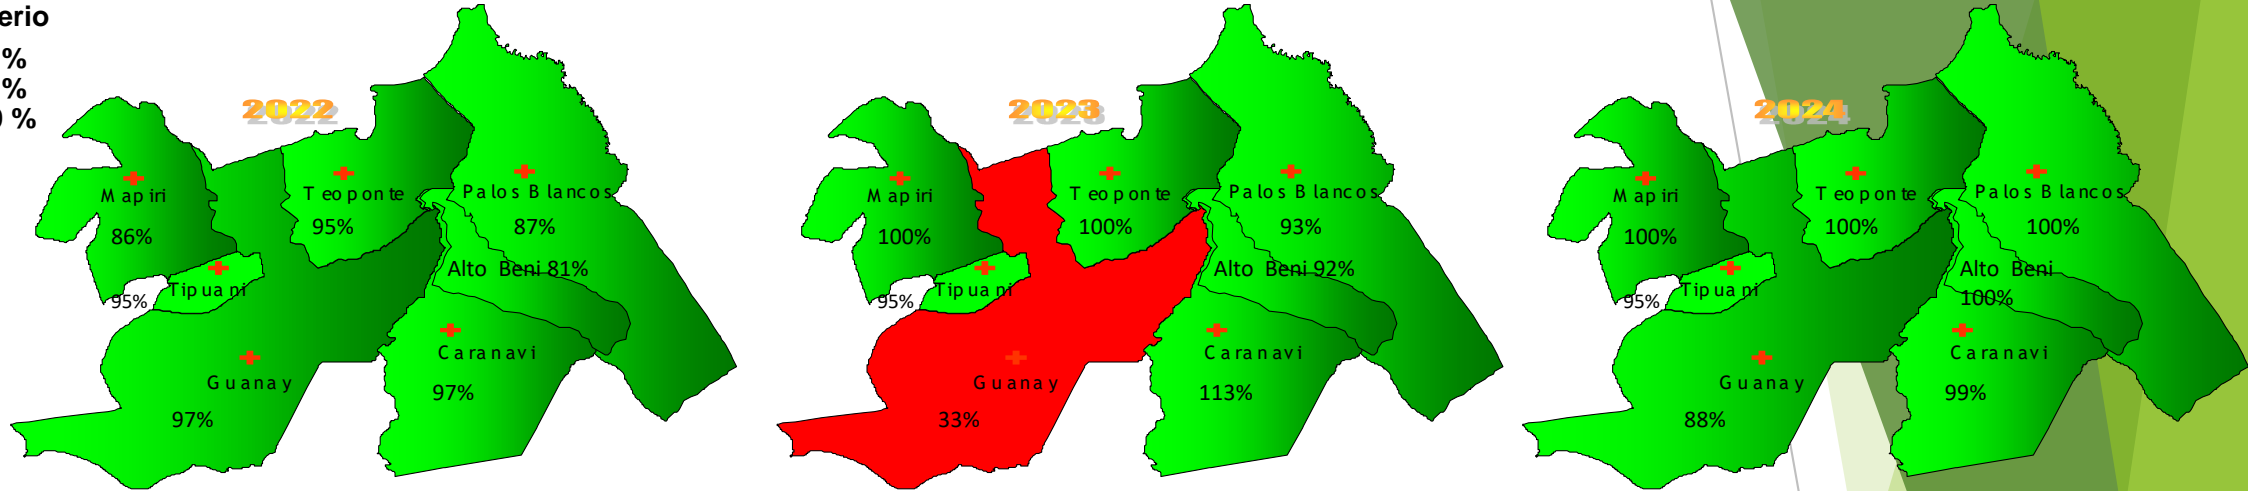 erio
%
%
0 %
2022
Mapiri
86%
Teoponte
95%
Palos Blancos
87%
Alto Beni 81%
Tipuani
95%
Caranavi
97%
Guanay
97%
2023
Mapiri
100%
Teoponte
100%
Palos Blancos
93%
Alto Beni 92%
Tipuani
95%
Caranavi
113%
Guanay
33%
2024
Mapiri
100%
Teoponte
100%
Palos Blancos
100%
Alto Beni
100%
Tipuani
95%
Caranavi
99%
Guanay
88%